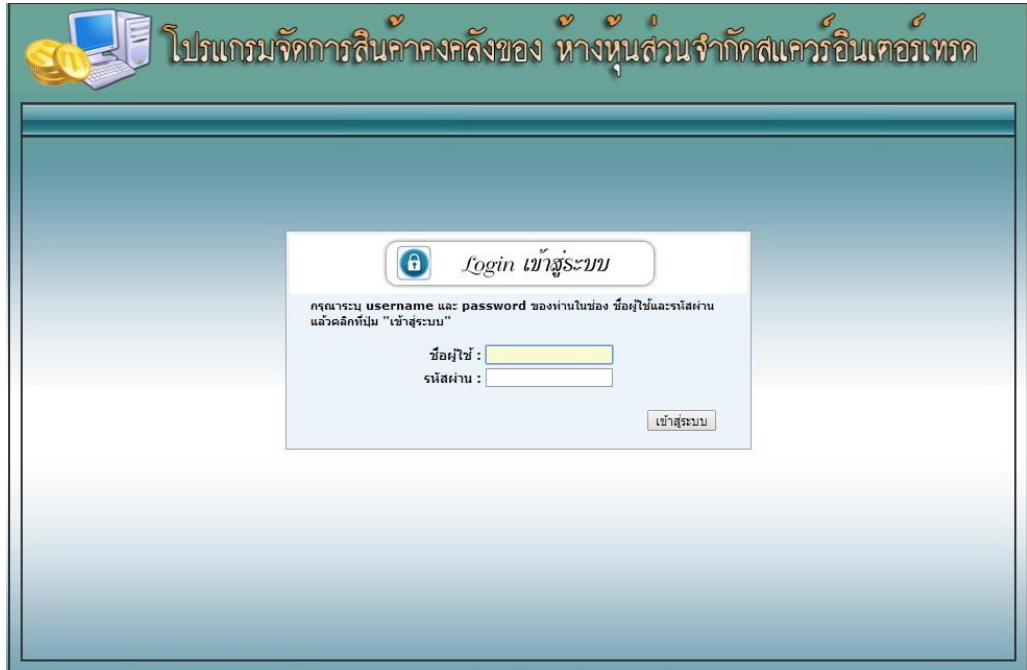 โปรแกรมจัดการสินค้าคงคลังของ ห้างหุ้นส่วนจำกัดสแควร์อินเตอร์เทรด
Login เข้าสู่ระบบ
กรุณาระบุ username และ password ของท่านในช่อง ชื่อผู้ใช้และรหัสผ่าน
แล้วคลิกที่ปุ่ม "เข้าสู่ระบบ"
ชื่อผู้ใช้ :
รหัสผ่าน :
เข้าสู่ระบบ